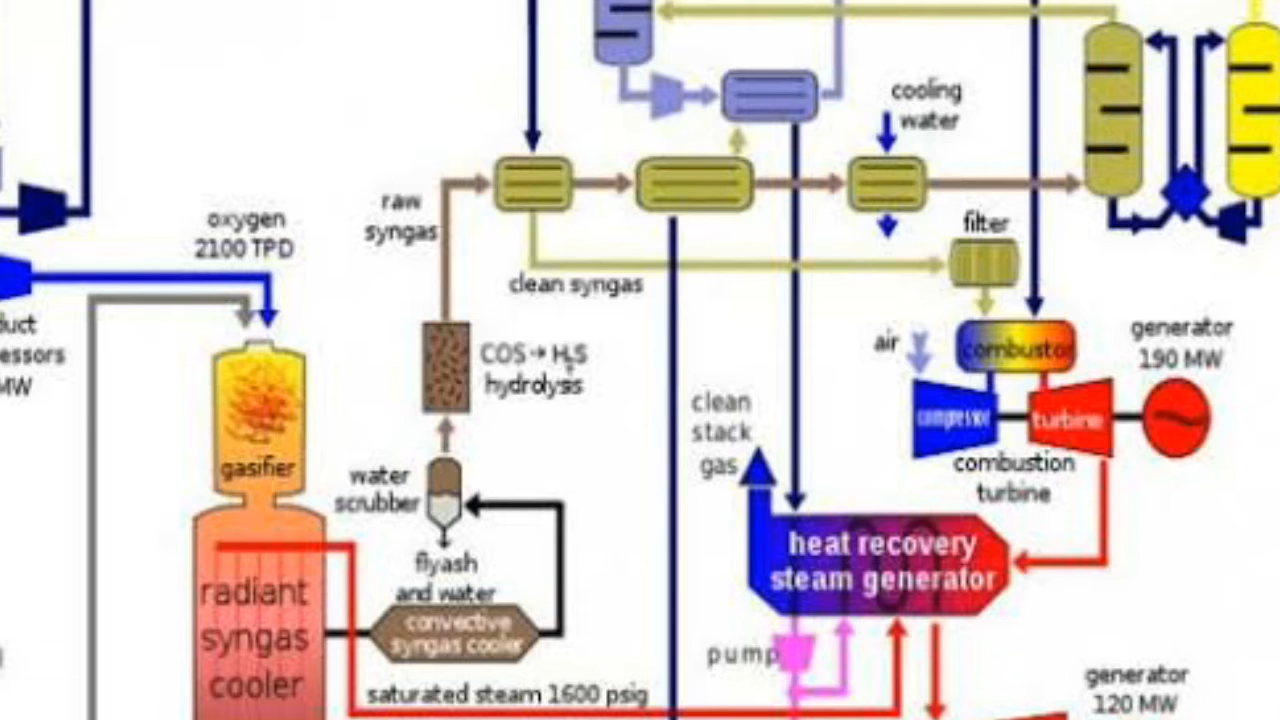 cooling
water
oxygen
2100 TPD
raw
syngas
filter
clean syngas
air
generator
190 MW
combustor
COS → H₂S
hydrolysis
compressor
turbine
combustion
turbine
clean
stack
gas
gasifier
water
scrubber
flyash
and water
heat recovery
steam generator
radiant
syngas
cooler
convective
syngas cooler
pump
saturated steam 1600 psig
generator
120 MW
MW